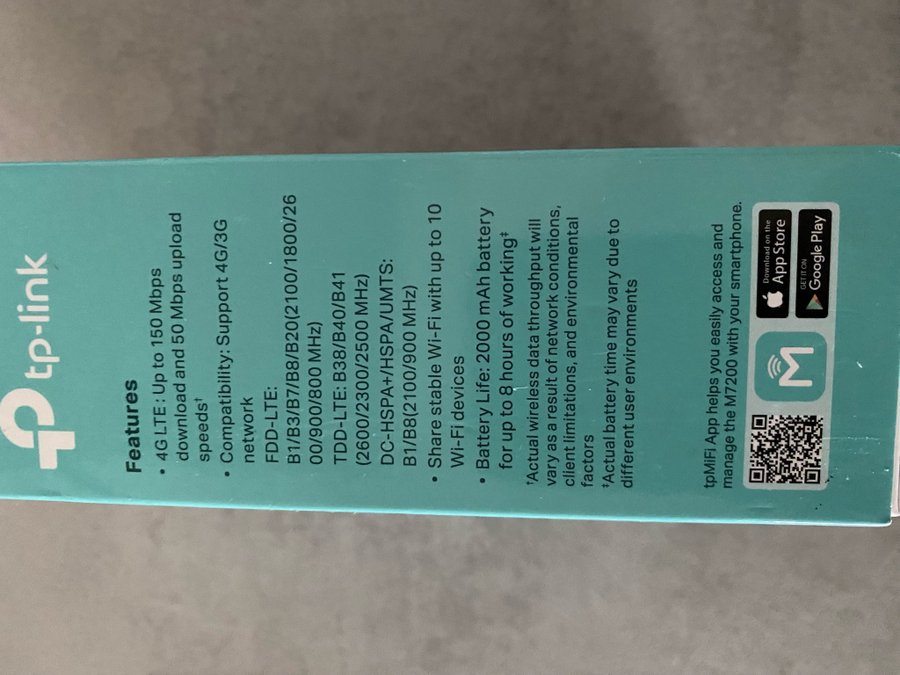 tp-link
Features
• 4G LTE: Up to 150 Mbps
download and 50 Mbps upload
speeds†
• Compatibility: Support 4G/3G
network
FDD-LTE:
B1/B3/B7/B8/B20(2100/1800/26
00/900/800 MHz)
TDD-LTE: B38/B40/B41
(2600/2300/2500 MHz)
DC-HSPA+/HSPA/UMTS:
B1/B8(2100/900 MHz)
• Share stable Wi-Fi with up to 10
Wi-Fi devices
• Battery Life: 2000 mAh battery
for up to 8 hours of working‡
†Actual wireless data throughput will
vary as a result of network conditions,
client limitations, and environmental
factors
‡Actual battery time may vary due to
different user environments
tpMiFi App helps you easily access and
manage the M7200 with your smartphone.
M
Download on the
App Store
GET IT ON
Google Play